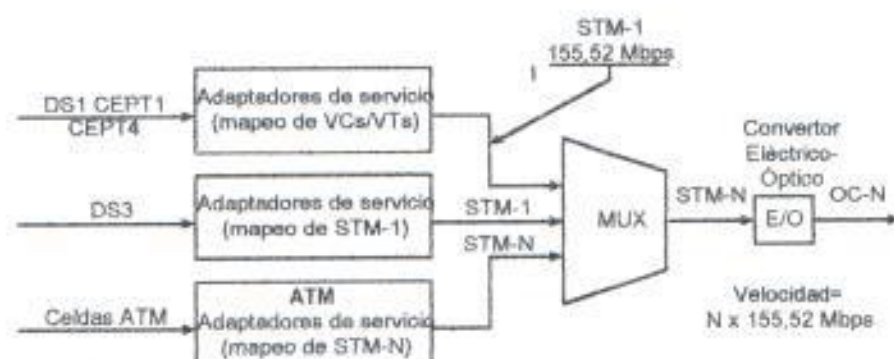 STM-1
155,52 Mbps
DS1 CEPT1
CEPT4
Adaptadores de servicio
(mapeo de VCs/VTs)
DS3
Adaptadores de servicio
(mapeo de STM-1)
STM-1
STM-N
Celdas ATM
ATM
Adaptadores de servicio
(mapeo de STM-N)
MUX
STM-N
Convertor
Eléctrico-
Óptico
E/O
OC-N
Velocidad=
N x 155,52 Mbps